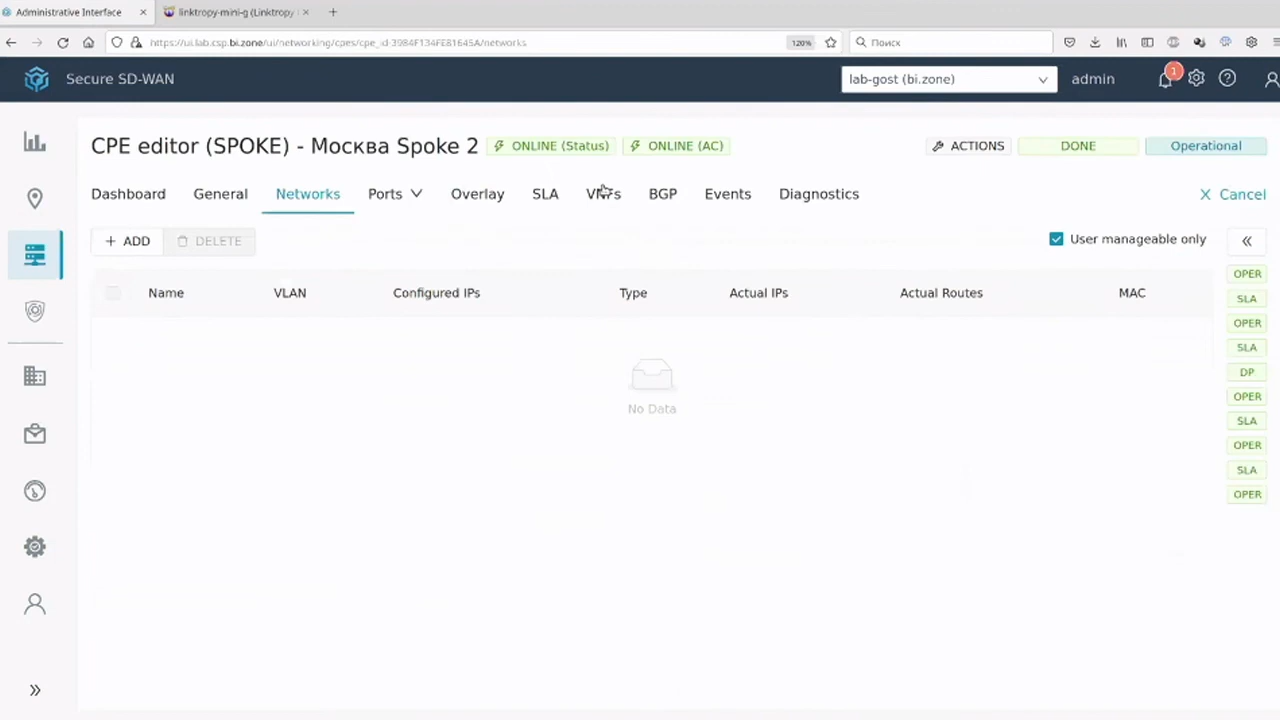 Administrative Interface
linktropy-mini-g (Linktropy
https://ui.lab.csp.bi.zone/ui/networking/cpes/cpe_id-3984F134FE81645A/networks
120%
Поиск
Secure SD-WAN
lab-gost (bi.zone)
admin
1
CPE editor (SPOKE) - Москва Spoke 2
ONLINE (Status)
ONLINE (AC)
ACTIONS
DONE
Operational
Dashboard
General
Networks
Ports
Overlay
SLA
VRFs
BGP
Events
Diagnostics
Cancel
ADD
DELETE
User manageable only
Name
VLAN
Configured IPs
Type
Actual IPs
Actual Routes
MAC
No Data
OPER
SLA
OPER
SLA
DP
OPER
SLA
OPER
SLA
OPER